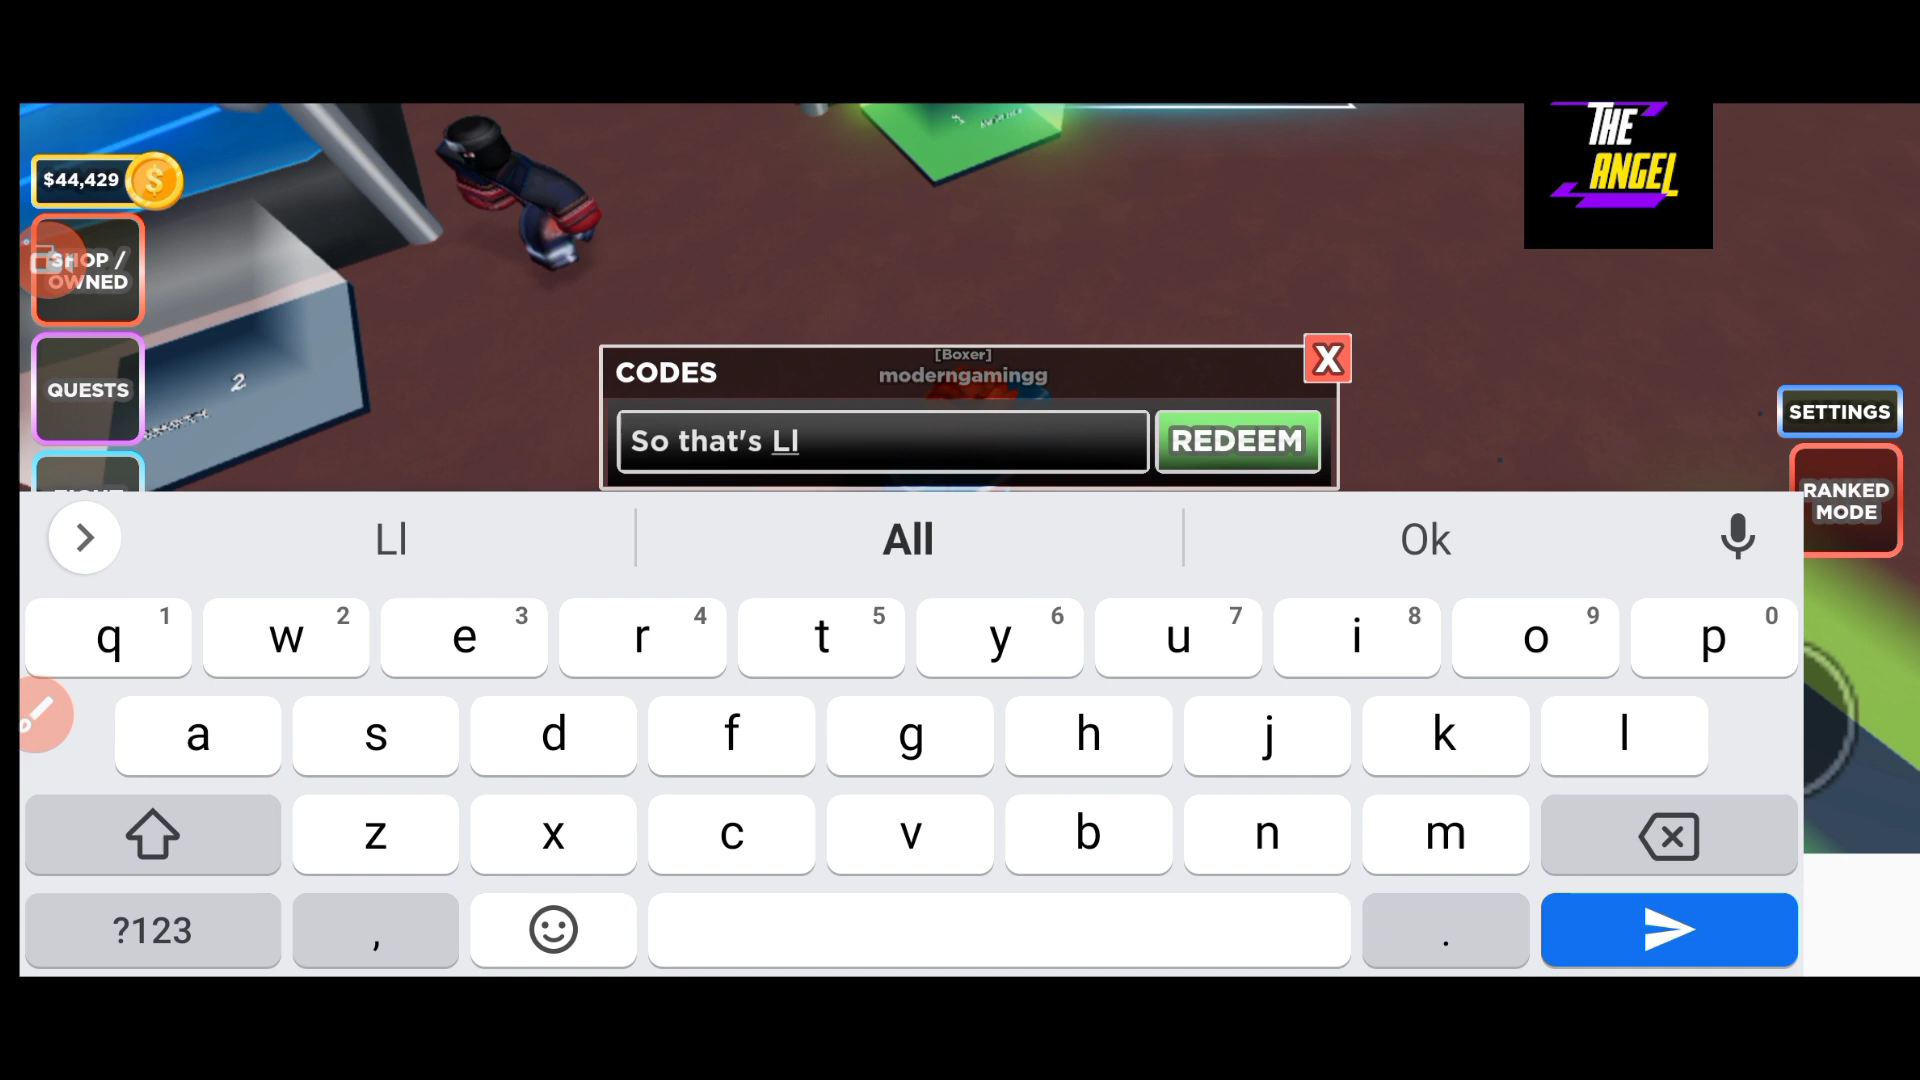 THE
ANGEL
$44,429
SHOP /
OWNED
QUESTS
2
[Boxer]
moderngamingg
CODES
X
So that's Ll
REDEEM
SETTINGS
RANKED
MODE
Ll All Ok
q 1 w 2 e 3 r 4 t 5 y 6 u 7 i 8 o 9 p 0
a s d f g h j k l
z x c v b n m
?123 , .